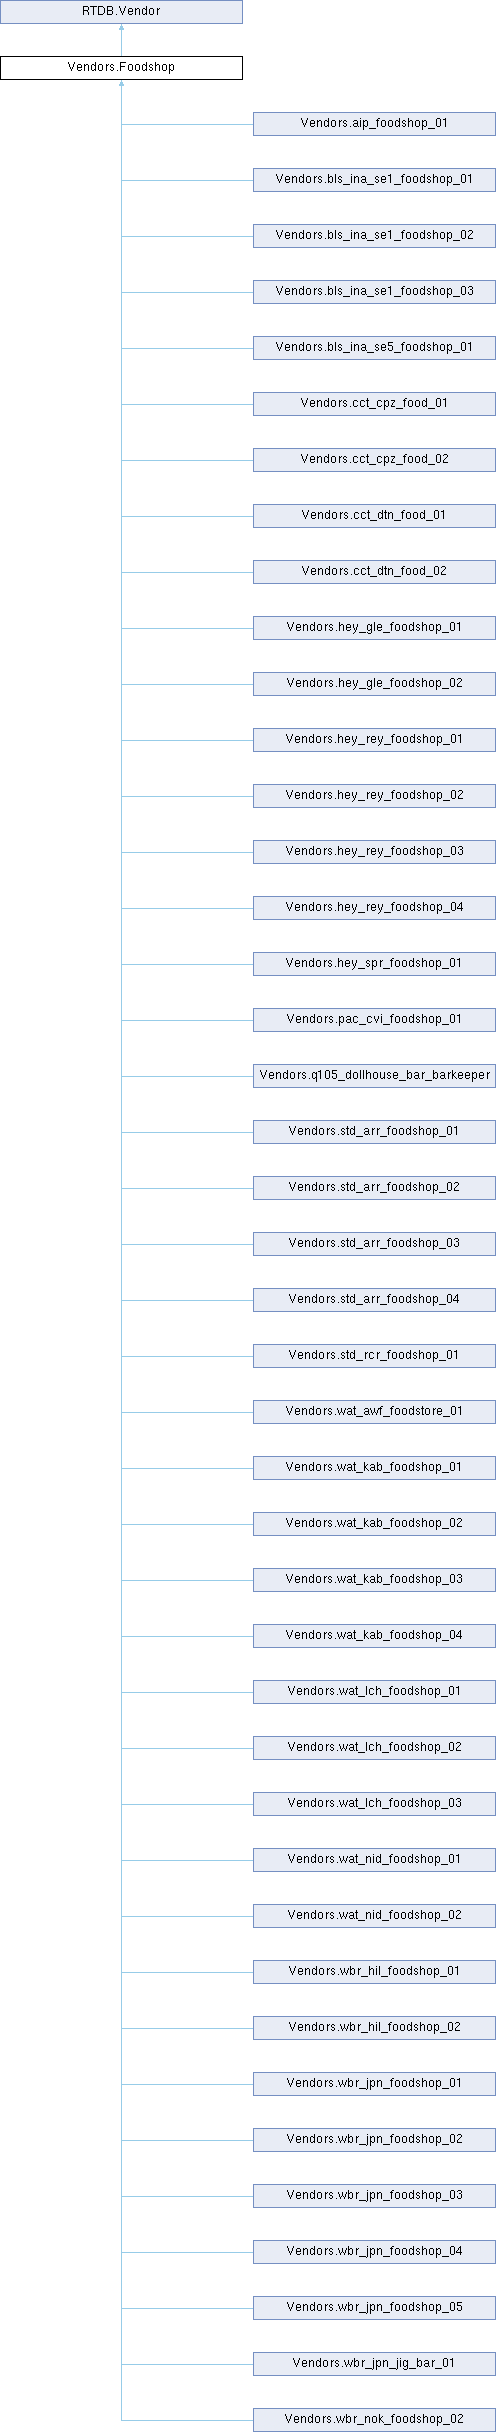 RTDB.Vendor
Vendors.Foodshop
Vendors.aip_foodshop_01
Vendors.bls_ina_se1_foodshop_01
Vendors.bls_ina_se1_foodshop_02
Vendors.bls_ina_se1_foodshop_03
Vendors.bls_ina_se5_foodshop_01
Vendors.cct_cpz_food_01
Vendors.cct_cpz_food_02
Vendors.cct_dtn_food_01
Vendors.cct_dtn_food_02
Vendors.hey_gle_foodshop_01
Vendors.hey_gle_foodshop_02
Vendors.hey_rey_foodshop_01
Vendors.hey_rey_foodshop_02
Vendors.hey_rey_foodshop_03
Vendors.hey_rey_foodshop_04
Vendors.hey_spr_foodshop_01
Vendors.pac_cvi_foodshop_01
Vendors.q105_dollhouse_bar_barkeeper
Vendors.std_arr_foodshop_01
Vendors.std_arr_foodshop_02
Vendors.std_arr_foodshop_03
Vendors.std_arr_foodshop_04
Vendors.std_rcr_foodshop_01
Vendors.wat_awf_foodstore_01
Vendors.wat_kab_foodshop_01
Vendors.wat_kab_foodshop_02
Vendors.wat_kab_foodshop_03
Vendors.wat_kab_foodshop_04
Vendors.wat_lch_foodshop_01
Vendors.wat_lch_foodshop_02
Vendors.wat_lch_foodshop_03
Vendors.wat_nid_foodshop_01
Vendors.wat_nid_foodshop_02
Vendors.wbr_hil_foodshop_01
Vendors.wbr_hil_foodshop_02
Vendors.wbr_jpn_foodshop_01
Vendors.wbr_jpn_foodshop_02
Vendors.wbr_jpn_foodshop_03
Vendors.wbr_jpn_foodshop_04
Vendors.wbr_jpn_foodshop_05
Vendors.wbr_jpn_jig_bar_01
Vendors.wbr_nok_foodshop_02